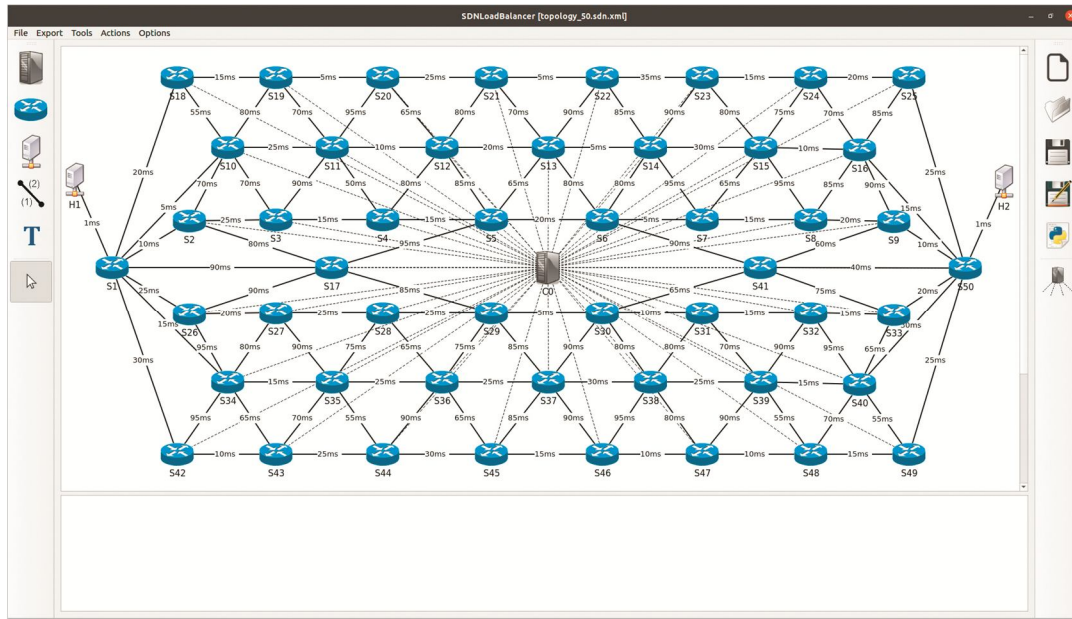 SDNLoadBalancer [topology_50.sdn.xml]
File Export Tools Actions Options
15ms 5ms 25ms 5ms 35ms 15ms 20ms
S18 S19 S20 S21 S22 S23 S24 S25
55ms 80ms 70ms 95ms 65ms 80ms 70ms 90ms 80ms 90ms 80ms 95ms 70ms 85ms
25ms 10ms 20ms 5ms 30ms 10ms
S10 S11 S12 S13 S14 S15 S16
20ms 25ms
H1 H2
(2)
(1)
70ms 70ms 90ms 50ms 80ms 85ms 65ms 80ms 80ms 90ms 95ms 85ms 90ms
5ms 15ms
1ms 25ms 15ms 15ms 20ms 5ms 15ms 20ms 1ms
S2 S3 S4 S5 S6 S7 S8 S9
T
10ms 80ms 95ms 90ms 60ms 10ms
90ms 40ms
S1 S17 C0 S41 S50
25ms 90ms 85ms 65ms 75ms 20ms
20ms 25ms 25ms 5ms 10ms 15ms
15ms 30ms
S26 S27 S28 S29 S30 S31 S32 S33
95ms 80ms 90ms 75ms 65ms 75ms 85ms 90ms 80ms 80ms 90ms 90ms 95ms 65ms
30ms 25ms
15ms 25ms 25ms 30ms 25ms 15ms
S34 S35 S36 S37 S38 S39 S40
95ms 65ms 70ms 55ms 90ms 65ms 85ms 90ms 95ms 80ms 90ms 55ms 70ms 55ms
10ms 25ms 30ms 15ms 10ms 10ms 15ms
S42 S43 S44 S45 S46 S47 S48 S49